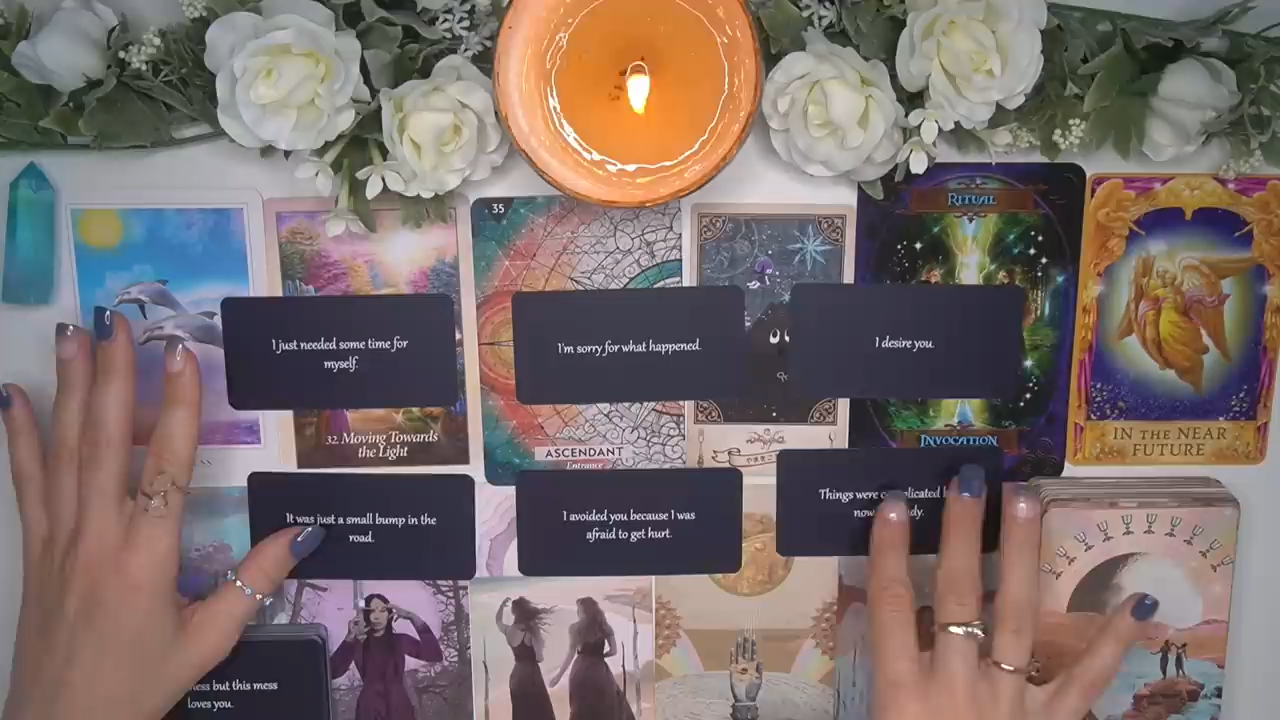 35
RITUAL
I just needed some time for
myself.
I'm sorry for what happened.
I desire you.
32. Moving Towards
the Light
ASCENDANT
Entrance
INVOCATION
IN THE NEAR
FUTURE
It was just a small bump in the
road.
I avoided you because I was
afraid to get hurt.
Things were
now
but this mess
loves you.